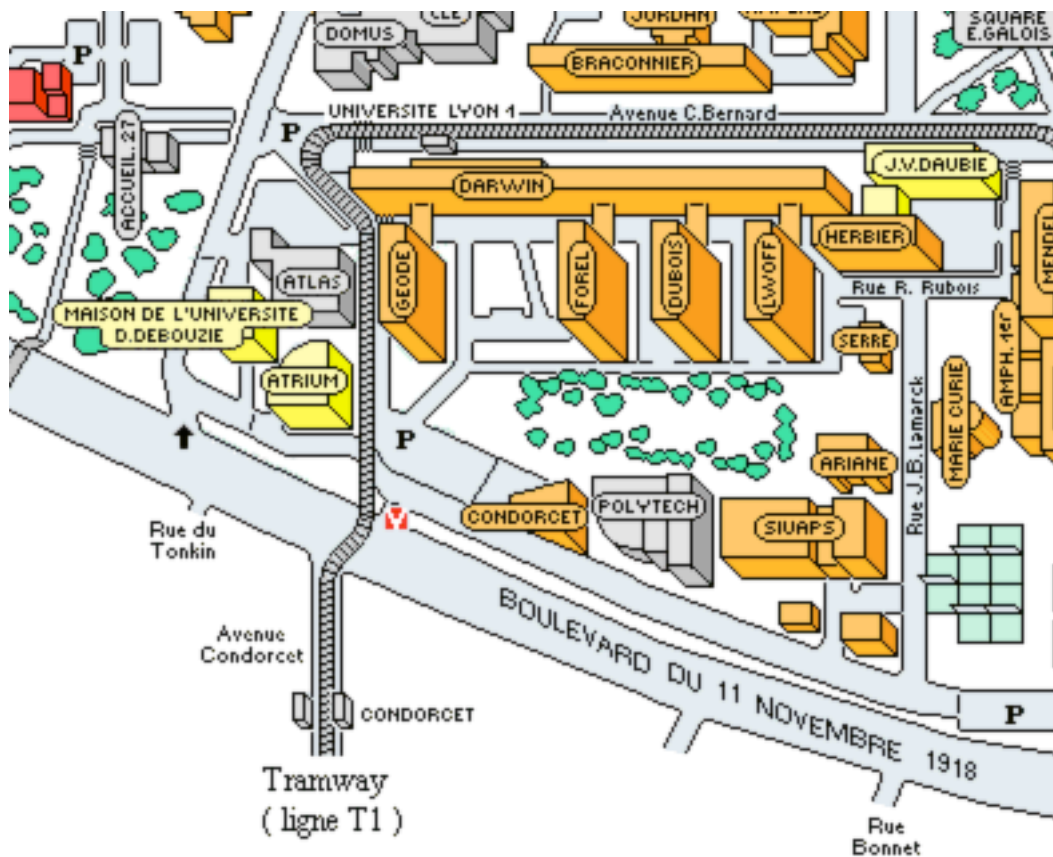 CLE
DOMUS
JORDAN
SQUARE
E.GALOIS
P
BRACONNIER
UNIVERSITE LYON 1
Avenue C.Bernard
P
ACCUEIL.27
J.V.DAUBIE
DARWIN
MENDEL
HERBIER
GEODE
FOREL
DUBOIS
LWOFF
ATLAS
Rue R. Rubois
MAISON DE L'UNIVERSITE
D.DEBOUZIE
SERRE
AMPH. 1er
ATRIUM
Rue J.B.Lamarck
MARIE CURIE
P
ARIANE
CONDORCET
POLYTECH
SIUAPS
Rue du
Tonkin
BOULEVARD DU 11 NOVEMBRE 1918
Avenue
Condorcet
CONDORCET
P
Tramway
( ligne T1 )
Rue
Bonnet